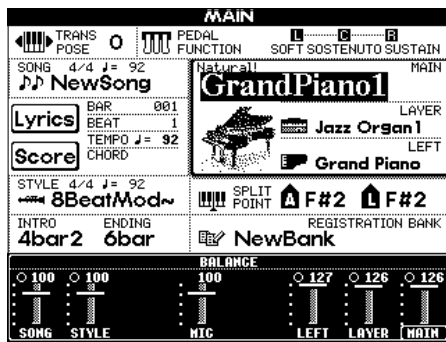 MAIN
TRANSPOSE 0 PEDAL FUNCTION L C R
SOFT SOSTENUTO SUSTAIN
SONG 4/4 ♩= 92
NewSong
Natural! MAIN
GrandPiano1
Lyrics
BAR 001
BEAT 1
TEMPO ♩= 92
Score
CHORD
LAYER
Jazz Organ1
LEFT
Grand Piano
STYLE 4/4 ♩= 92
8BeatMod~
SPLIT POINT A F#2 L F#2
INTRO ENDING
4bar2 6bar
REGISTRATION BANK
NewBank
BALANCE
100 100 100 127 126 126
SONG STYLE MIC LEFT LAYER MAIN